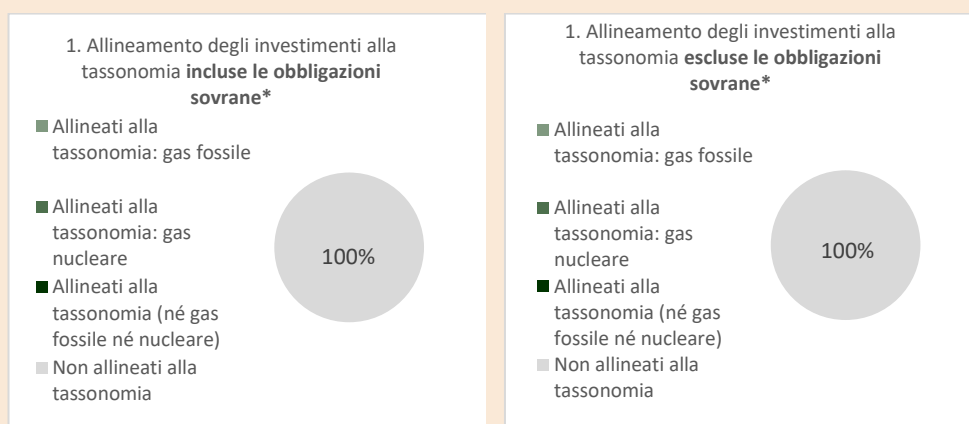 1. Allineamento degli investimenti alla
tassonomia incluse le obbligazioni
sovrane*
Allineati alla
tassonomia: gas fossile
Allineati alla
tassonomia: gas
nucleare
Allineati alla
tassonomia (né gas
fossile né nucleare)
Non allineati alla
tassonomia
100%
1. Allineamento degli investimenti alla
tassonomia escluse le obbligazioni
sovrane*
Allineati alla
tassonomia: gas fossile
Allineati alla
tassonomia: gas
nucleare
Allineati alla
tassonomia (né gas
fossile né nucleare)
Non allineati alla
tassonomia
100%